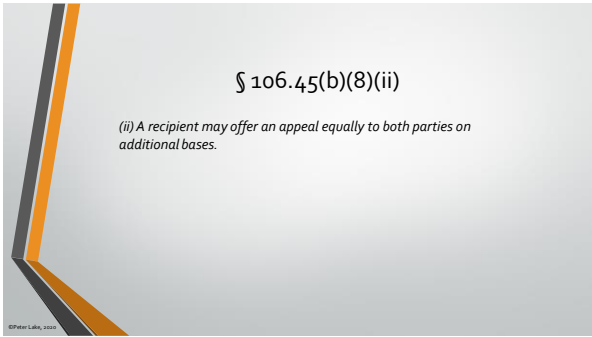 § 106.45(b)(8)(ii)
(ii) A recipient may offer an appeal equally to both parties on
additional bases.
©Peter Lake, 2020